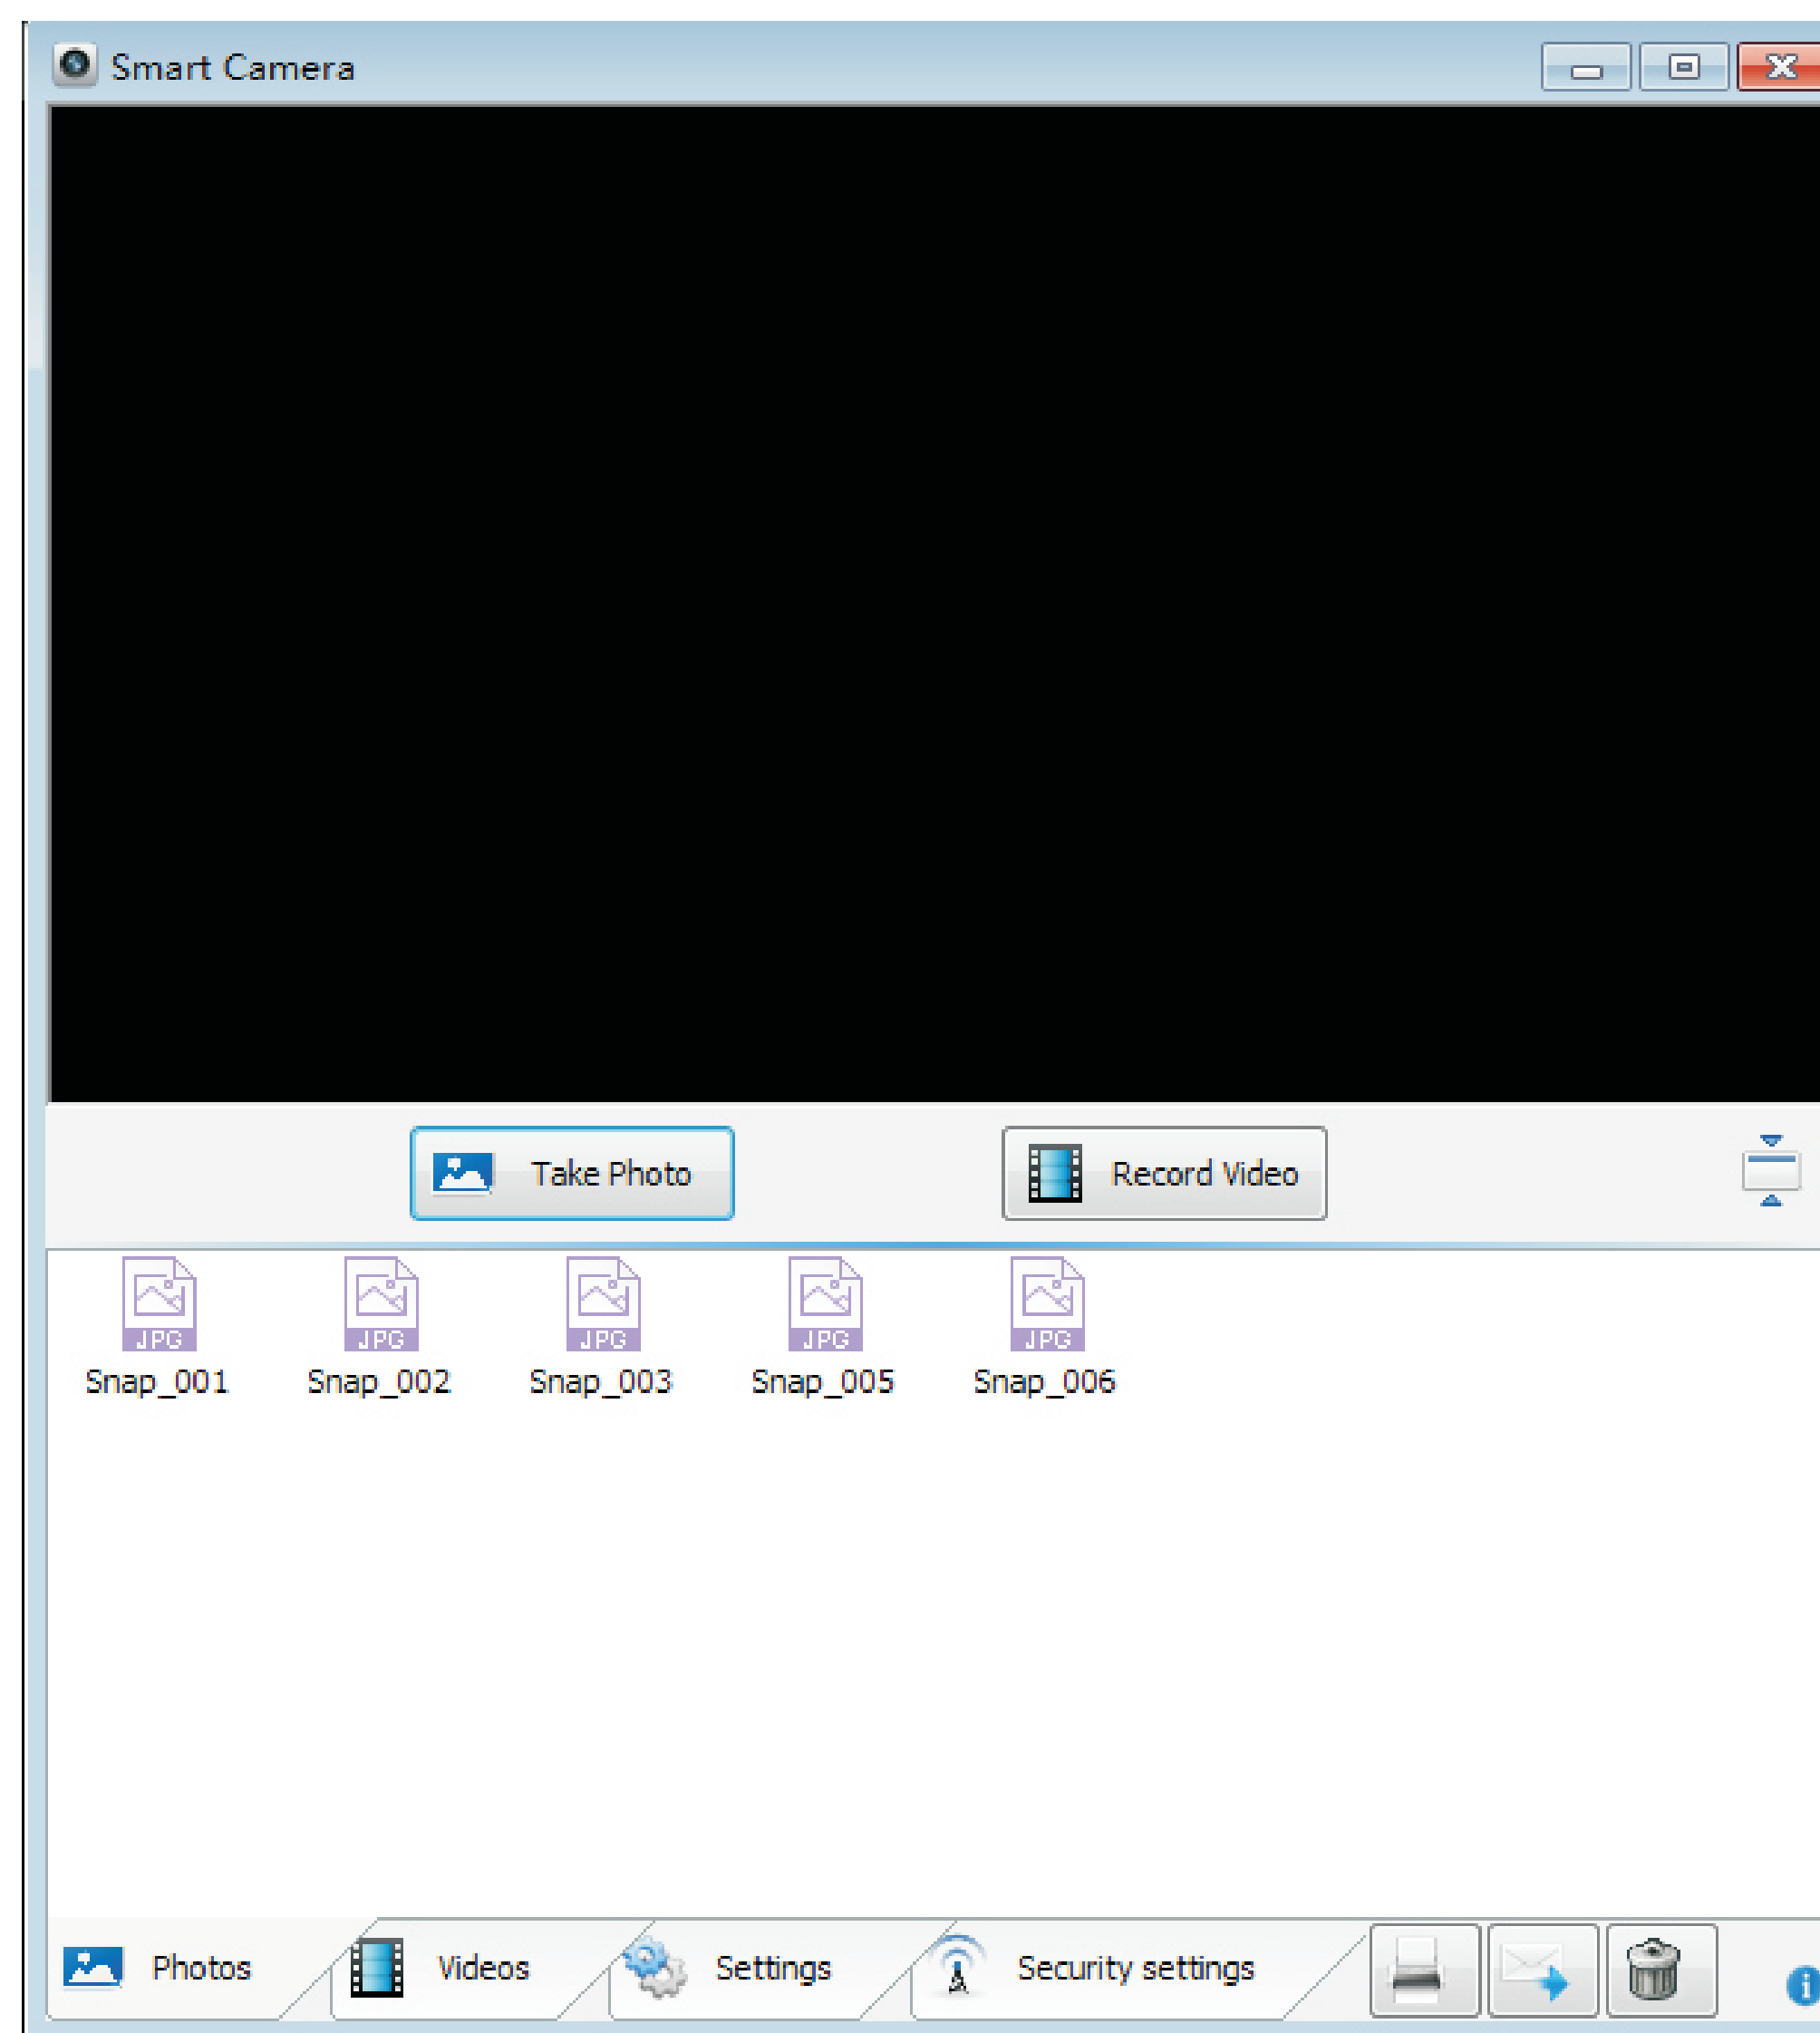 Smart Camera
Take Photo
Record Video
JPG JPG JPG JPG JPG
Snap_001 Snap_002 Snap_003 Snap_005 Snap_006
Photos Videos Settings Security settings